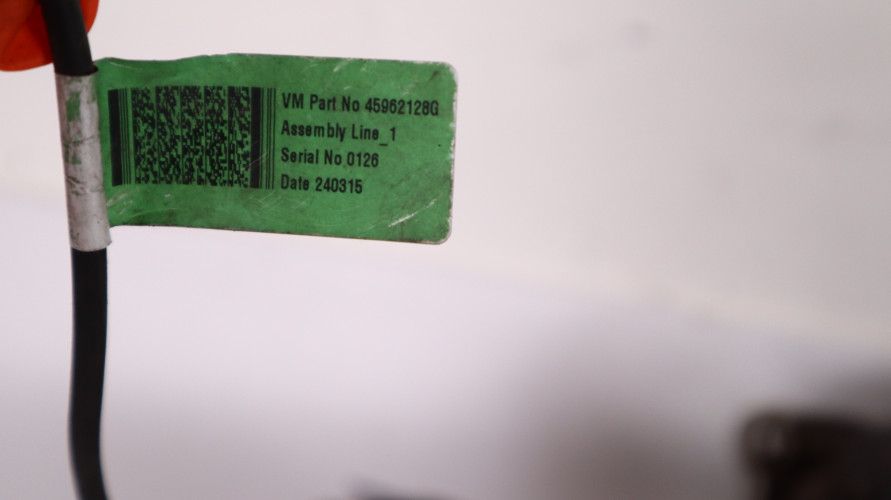 VM Part No 45962128G
Assembly Line_1
Serial No 0126
Date 240315